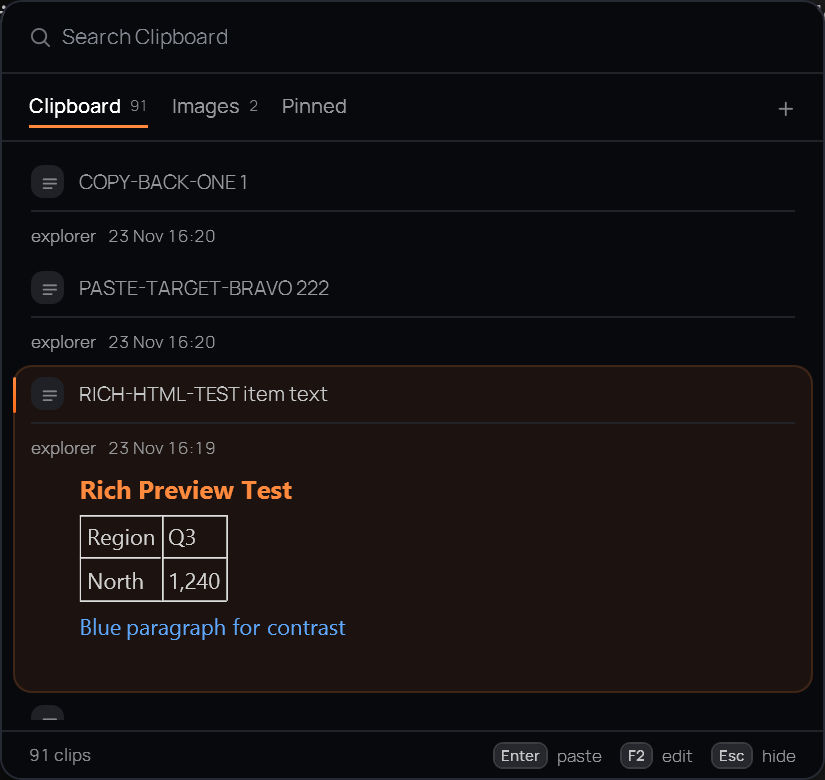 Search Clipboard
Clipboard 91 Images 2 Pinned +
COPY-BACK-ONE 1
explorer 23 Nov 16:20
PASTE-TARGET-BRAVO 222
explorer 23 Nov 16:20
RICH-HTML-TEST item text
explorer 23 Nov 16:19
Rich Preview Test
Region Q3
North 1,240
Blue paragraph for contrast
91 clips Enter paste F2 edit Esc hide